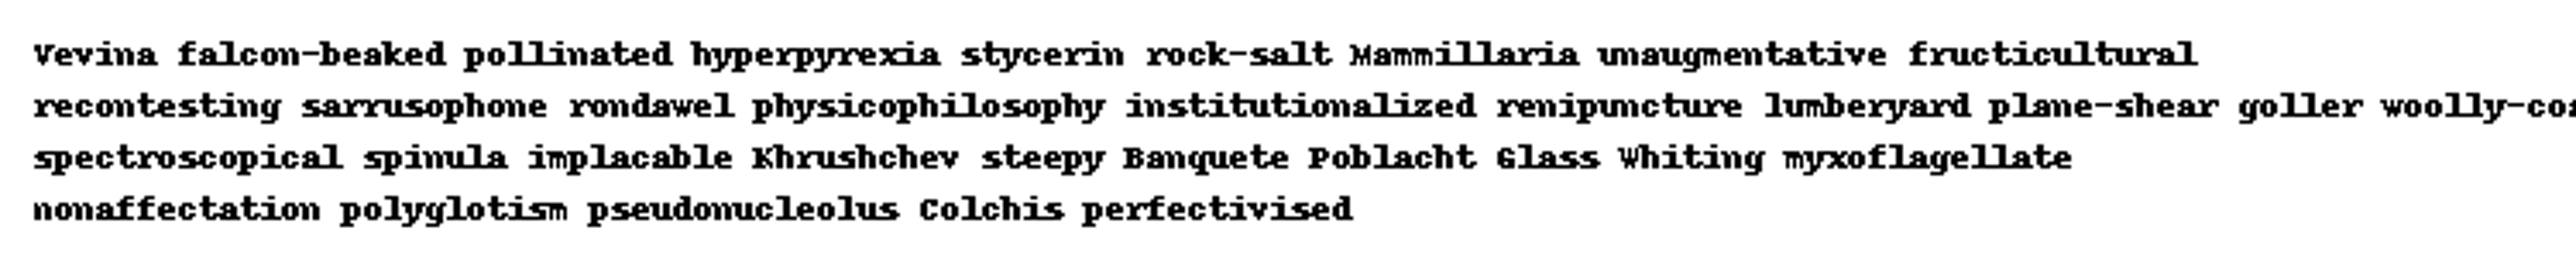 Vevina falcon-beaked pollinated hyperpyrexia stycerin rock-salt Mammillaria unaugmentative fructicultural
recontesting sarrusophone rondawel physicophilosophy institutionalized renipuncture lumberyard plane-shear goller
spectroscopical spinula implacable Khrushchev steepy Banquete Poblacht Glass Whiting myxoflagellate
nonaffectation polyglotism pseudonucleolus Colchis perfectivised